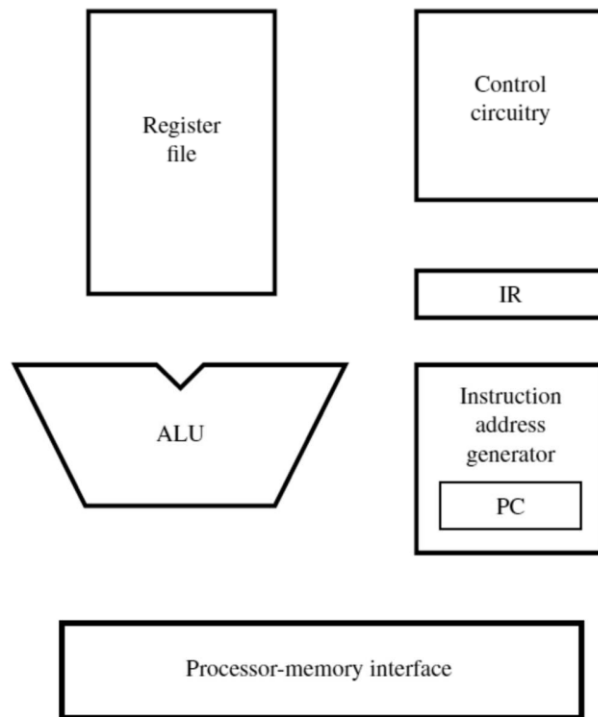 Register
file
Control
circuitry
IR
ALU
Instruction
address
generator
PC
Processor-memory interface